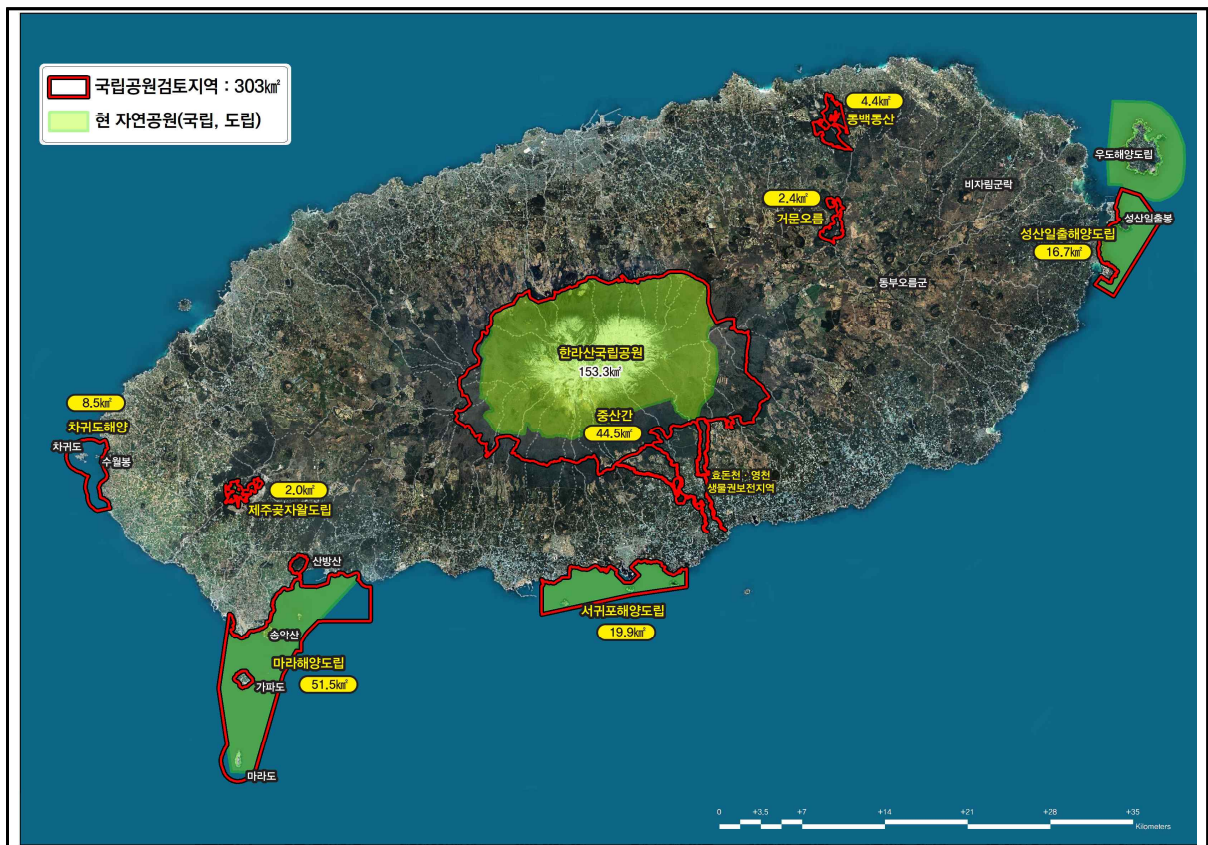 국립공원검토지역 : 303㎢
현 자연공원(국립, 도립)
4.4㎢
동백동산
우도해양도립
비자림군락
2.4㎢
거문오름
성산일출봉
성산일출해양도립
16.7㎢
동부오름군
한라산국립공원
153.3㎢
8.5㎢
차귀도해양
차귀도
수월봉
중산간
44.5㎢
효돈천·영천
생물권보전지역
2.0㎢
제주곶자왈도립
산방산
서귀포해양도립
19.9㎢
송악산
마라해양도립
51.5㎢
가파도
마라도
0 +3.5 +7 +14 +21 +28 +35
Kilometers